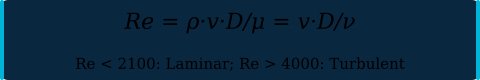 Re = ρ·v·D/μ = v·D/ν
Re < 2100: Laminar; Re > 4000: Turbulent